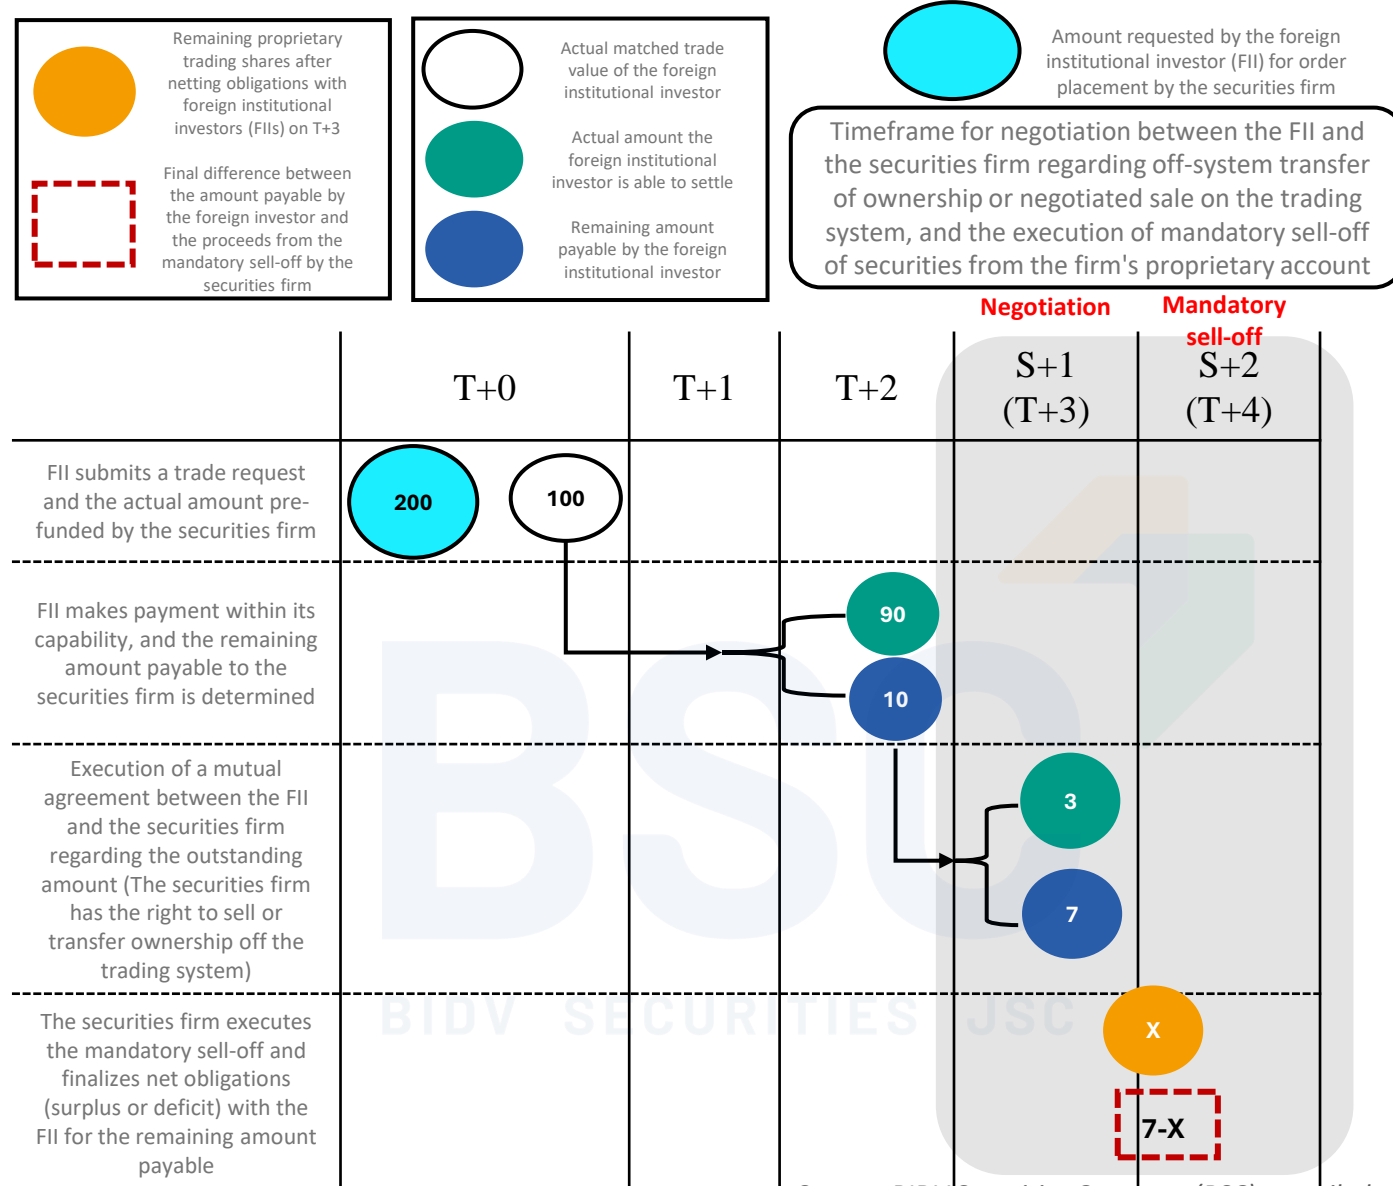 Remaining proprietary
trading shares after
netting obligations with
foreign institutional
investors (FIIs) on T+3
Final difference between
the amount payable by
the foreign investor and
the proceeds from the
mandatory sell-off by the
securities firm
Actual matched trade
value of the foreign
institutional investor
Actual amount the
foreign institutional
investor is able to settle
Remaining amount
payable by the foreign
institutional investor
Amount requested by the foreign
institutional investor (FII) for order
placement by the securities firm
Timeframe for negotiation between the FII and
the securities firm regarding off-system transfer
of ownership or negotiated sale on the trading
system, and the execution of mandatory sell-off
of securities from the firm's proprietary account
Negotiation
Mandatory
sell-off
T+0
T+1
T+2
S+1
(T+3)
S+2
(T+4)
FII submits a trade request
and the actual amount pre-
funded by the securities firm
200
100
FII makes payment within its
capability, and the remaining
amount payable to the
securities firm is determined
90
10
Execution of a mutual
agreement between the FII
and the securities firm
regarding the outstanding
amount (The securities firm
has the right to sell or
transfer ownership off the
trading system)
3
7
The securities firm executes
the mandatory sell-off and
finalizes net obligations
(surplus or deficit) with the
FII for the remaining amount
payable
X
7-X
BSC
BIDV SECURITIES JSC